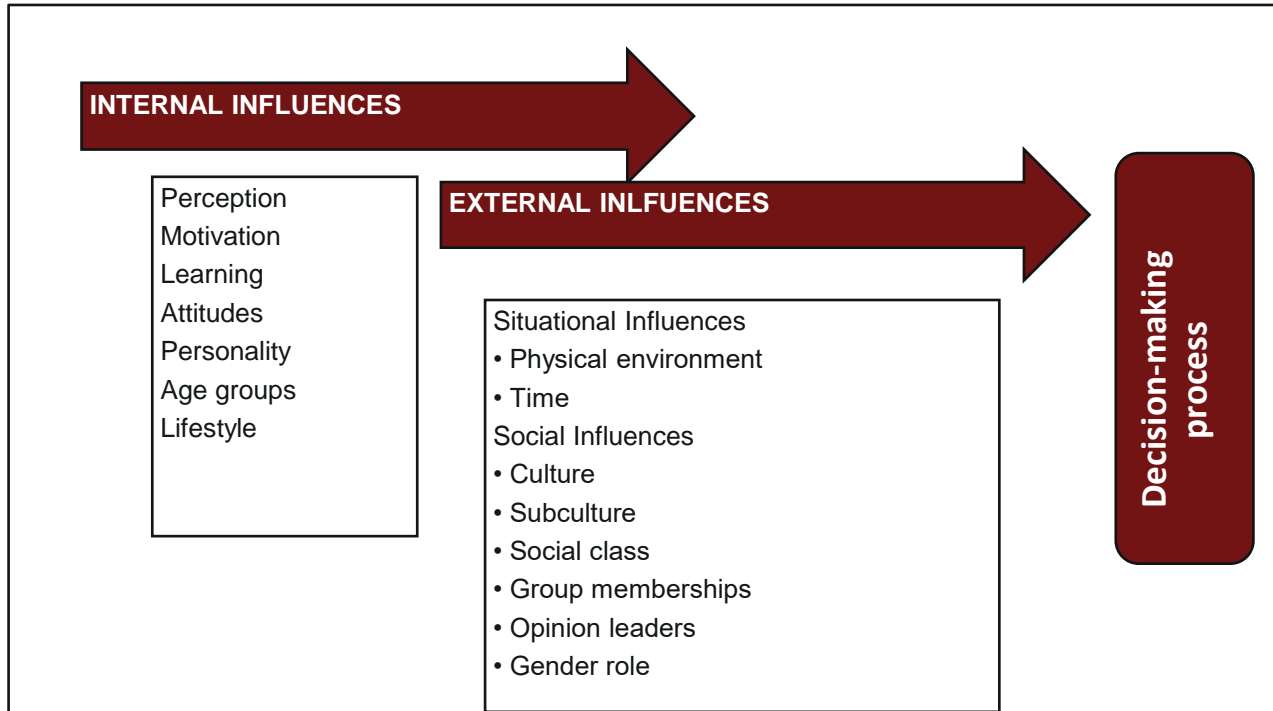 INTERNAL INFLUENCES
Perception
Motivation
Learning
Attitudes
Personality
Age groups
Lifestyle
EXTERNAL INLFUENCES
Situational Influences
• Physical environment
• Time
Social Influences
• Culture
• Subculture
• Social class
• Group memberships
• Opinion leaders
• Gender role
Decision-making
process